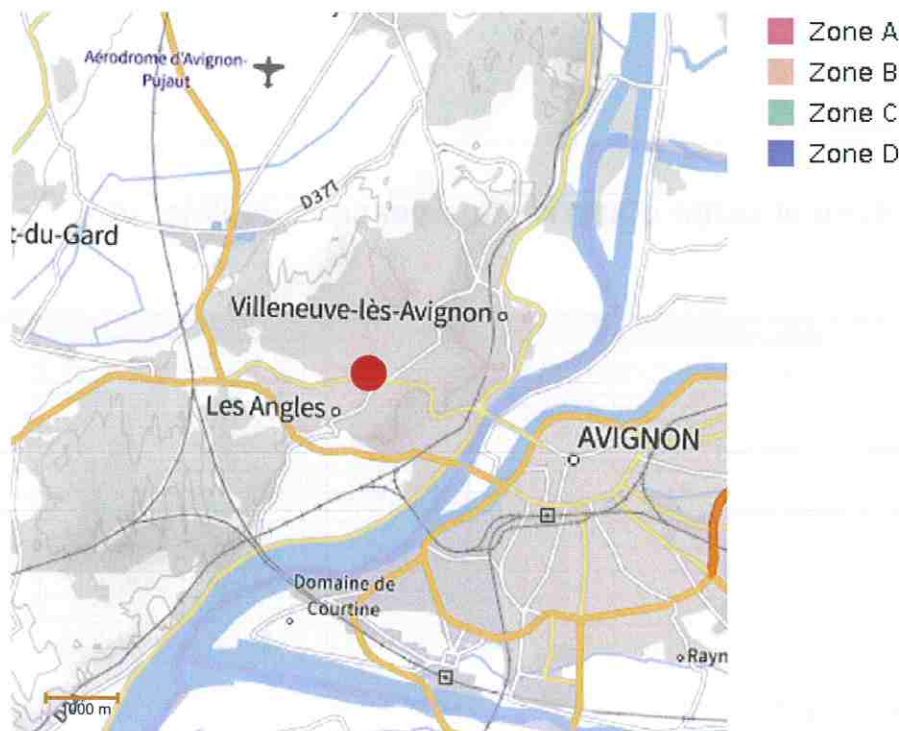 Aérodrome d'Avignon-
Pujaut
Zone A
Zone B
Zone C
Zone D
D377
t-du-Gard
Villeneuve-lès-Avignon
Les Angles
AVIGNON
Domaine de
Courtine
Rayn
1000 m